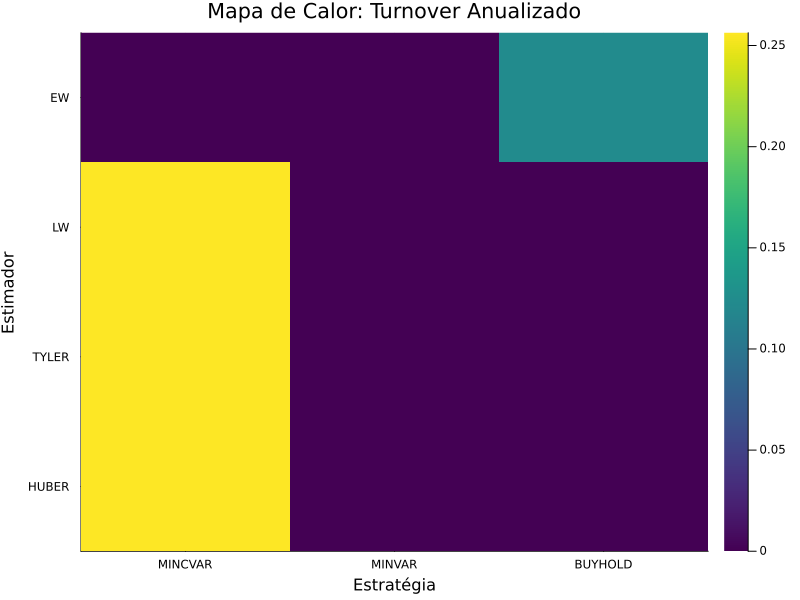 Mapa de Calor: Turnover Anualizado
EW
LW
TYLER
HUBER
Estimador
MINCVAR
MINVAR
BUYHOLD
Estratégia
0.25
0.20
0.15
0.10
0.05
0